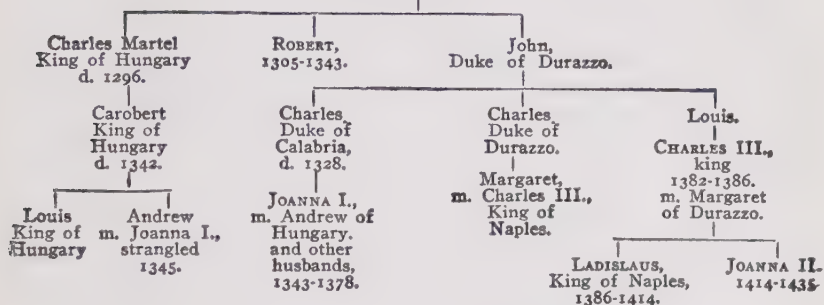 Charles Martel
King of Hungary
d. 1296.
ROBERT,
1305-1343.
John,
Duke of Durazzo.
Carobert
King of
Hungary
d. 1342.
Charles
Duke of
Calabria,
d. 1328.
Charles
Duke of
Durazzo.
Louis.
CHARLES III.,
king
1382-1386.
m. Margaret
of Durazzo.
Louis
King of
Hungary
Andrew
m. Joanna I.,
strangled
1345.
JOANNA I.,
m. Andrew of
Hungary.
and other
husbands,
1343-1378.
Margaret,
m. Charles III.,
King of
Naples.
LADISLAUS,
King of Naples,
1386-1414.
JOANNA II.
1414-1435